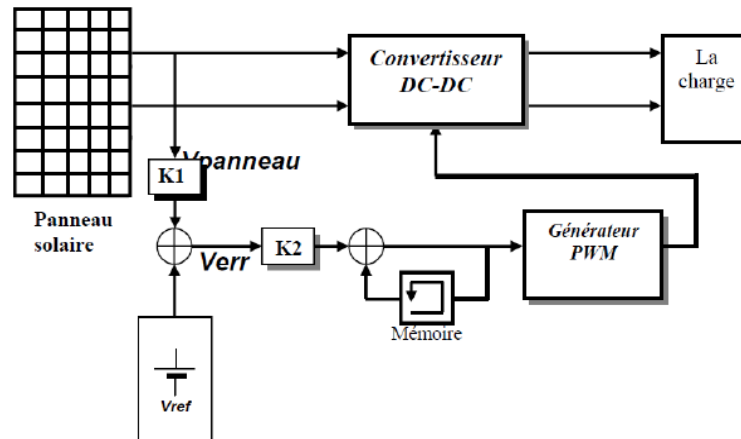 Convertisseur
DC-DC
La
charge
Vpanneau
K1
Panneau
solaire
Verr
K2
Générateur
PWM
Mémoire
Vref